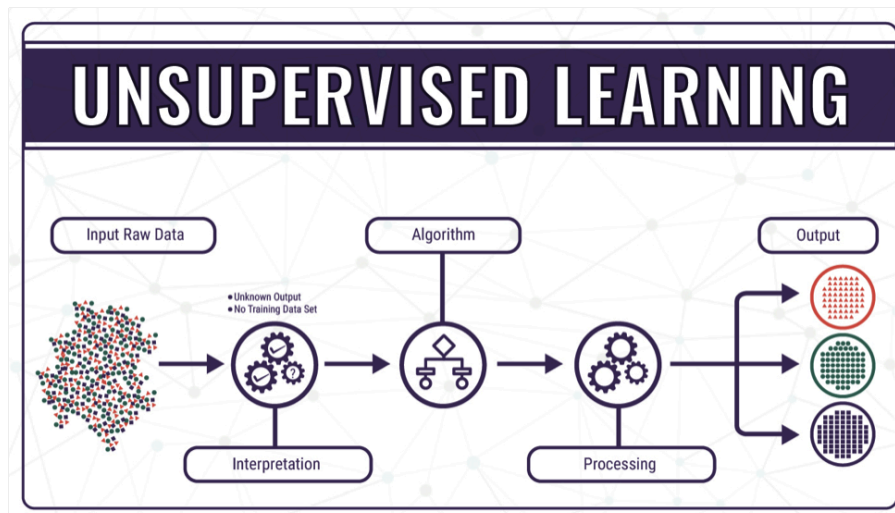 UNSUPERVISED LEARNING
Input Raw Data
Algorithm
Output
• Unknown Output
• No Training Data Set
?
Interpretation
Processing